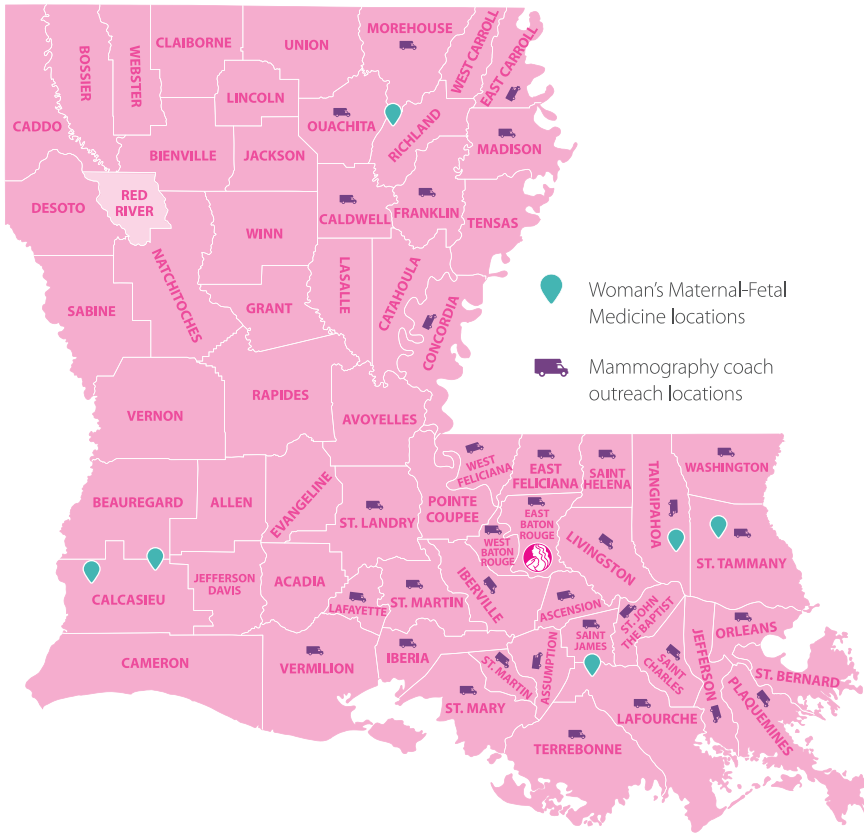 MOREHOUSE
UNION
CLAIBORNE
WEST CARROLL
BOSSIER
WEBSTER
EAST CARROLL
LINCOLN
OUACHITA
CADDO
RICHLAND
MADISON
BIENVILLE
JACKSON
RED
RIVER
DESOTO
CALDWELL
FRANKLIN
TENSAS
WINN
NATCHITOCHES
LASALLE
CATAHOULA
Woman's Maternal-Fetal
Medicine locations
SABINE
GRANT
CONCORDIA
Mammography coach
outreach locations
RAPIDES
VERNON
AVOYELLES
WEST
FELICIANA
EAST
FELICIANA
SAINT
HELENA
TANGIPAHOA
WASHINGTON
BEAUREGARD
ALLEN
EVANGELINE
POINTE
COUPEE
ST. LANDRY
EAST
BATON
ROUGE
WEST
BATON
ROUGE
LIVINGSTON
ST. TAMMANY
CALCASIEU
JEFFERSON
DAVIS
ACADIA
LAFAYETTE
ST. MARTIN
IBERVILLE
ASCENSION
ST. JOHN
THE BAPTIST
SAINT
JAMES
ORLEANS
CAMERON
VERMILION
IBERIA
ST. MARTIN
ASSUMPTION
SAINT
CHARLES
JEFFERSON
ST. BERNARD
PLAQUEMINES
ST. MARY
LAFOURCHE
TERREBONNE